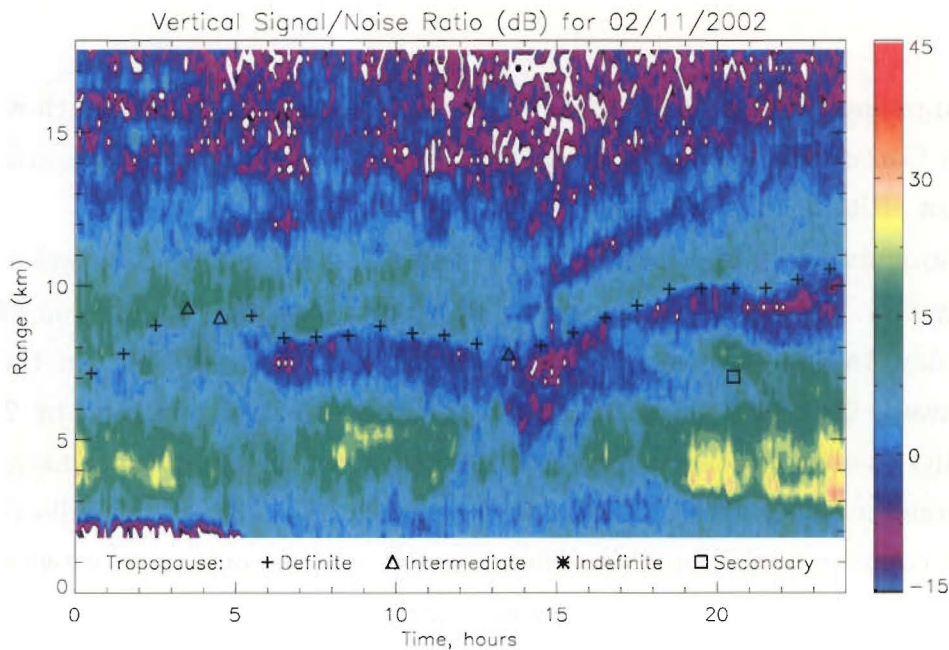 Vertical Signal/Noise Ratio (dB) for 02/11/2002
45
30
15
0
-15
15
10
5
0
Range (km)
Tropopause: + Definite △ Intermediate ✳ Indefinite □ Secondary
0 5 10 15 20
Time, hours